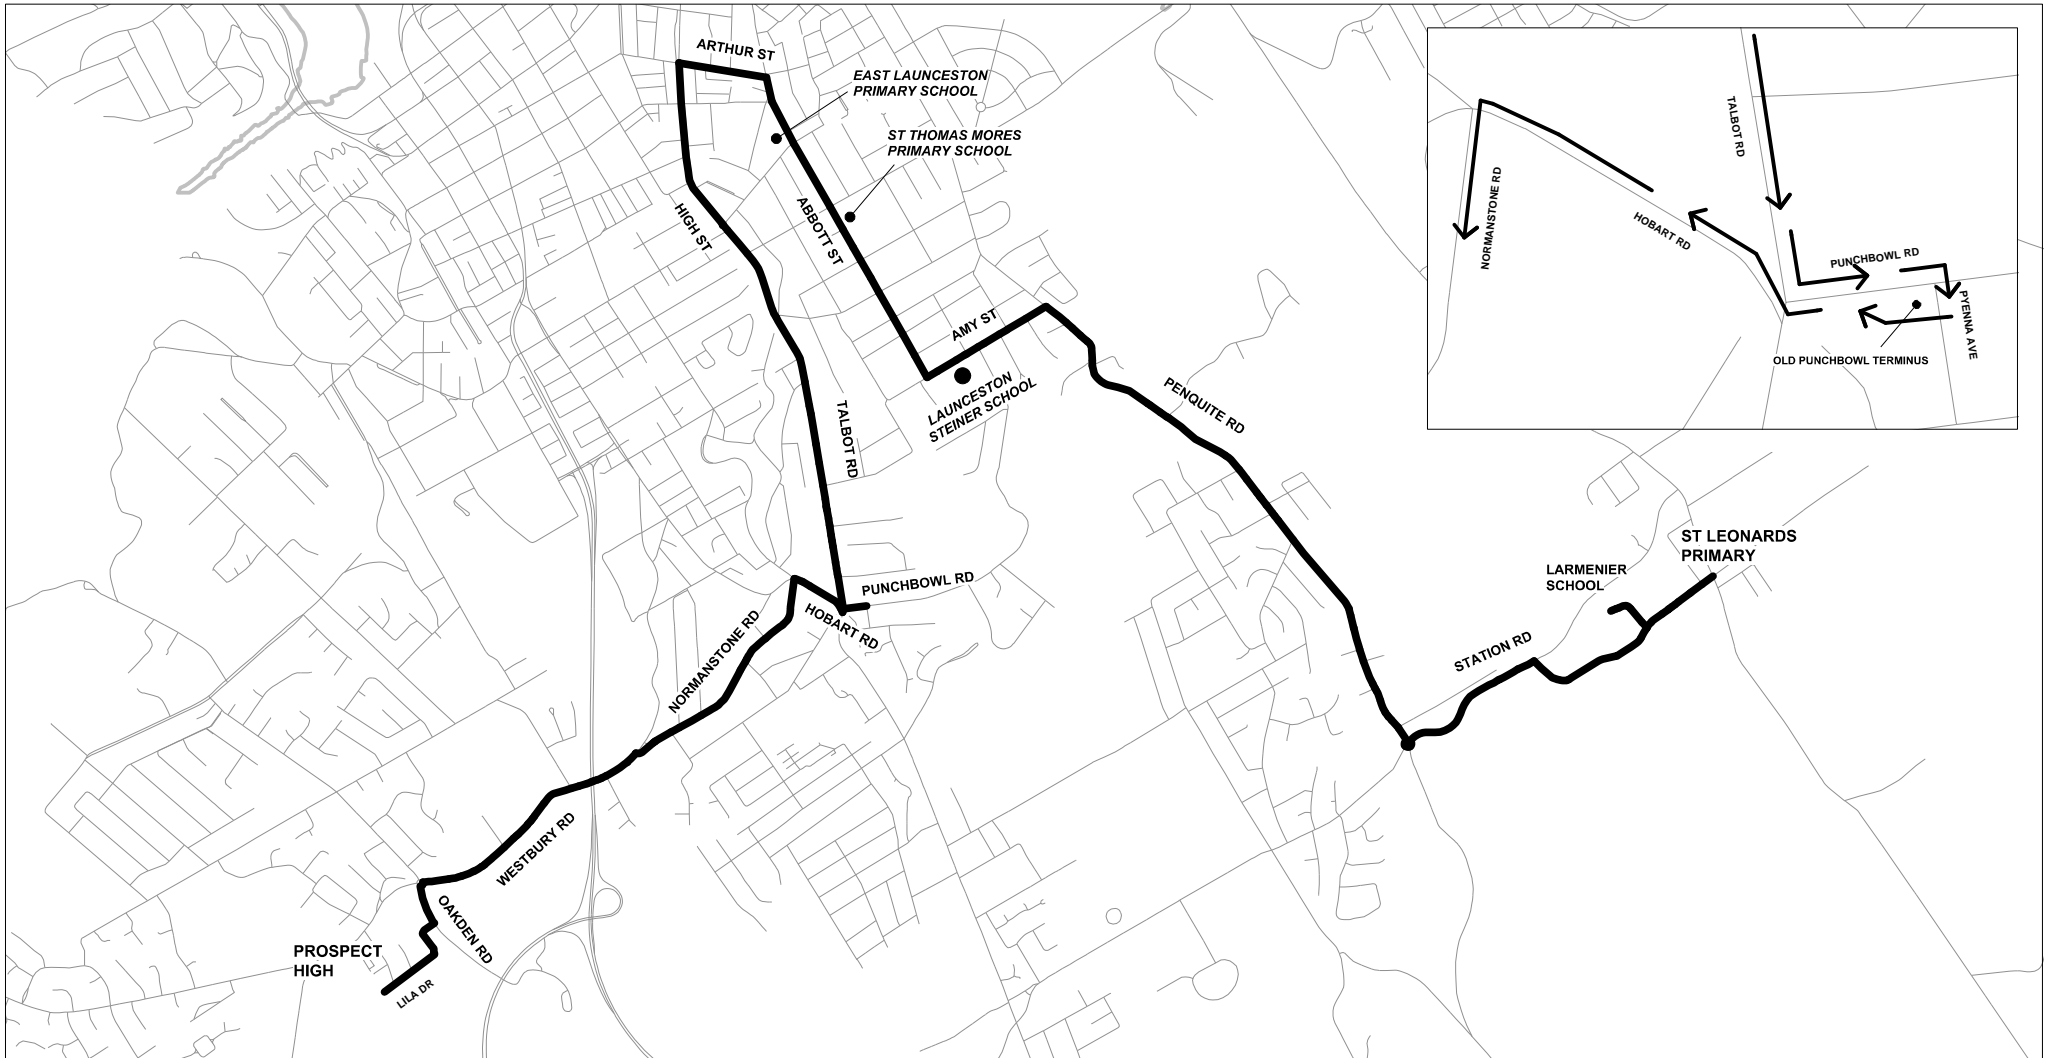 ARTHUR ST
EAST LAUNCESTON
PRIMARY SCHOOL
ST THOMAS MORES
PRIMARY SCHOOL
HIGH ST
ABBOTT ST
AMY ST
LAUNCESTON
STEINER SCHOOL
PENQUITE RD
TALBOT RD
PUNCHBOWL RD
HOBART RD
NORMANSTONE RD
WESTBURY RD
OAKDEN RD
PROSPECT
HIGH
LILA DR
STATION RD
LARMENIER
SCHOOL
ST LEONARDS
PRIMARY
TALBOT RD
NORMANSTONE RD
HOBART RD
PUNCHBOWL RD
PYENNA AVE
OLD PUNCHBOWL TERMINUS